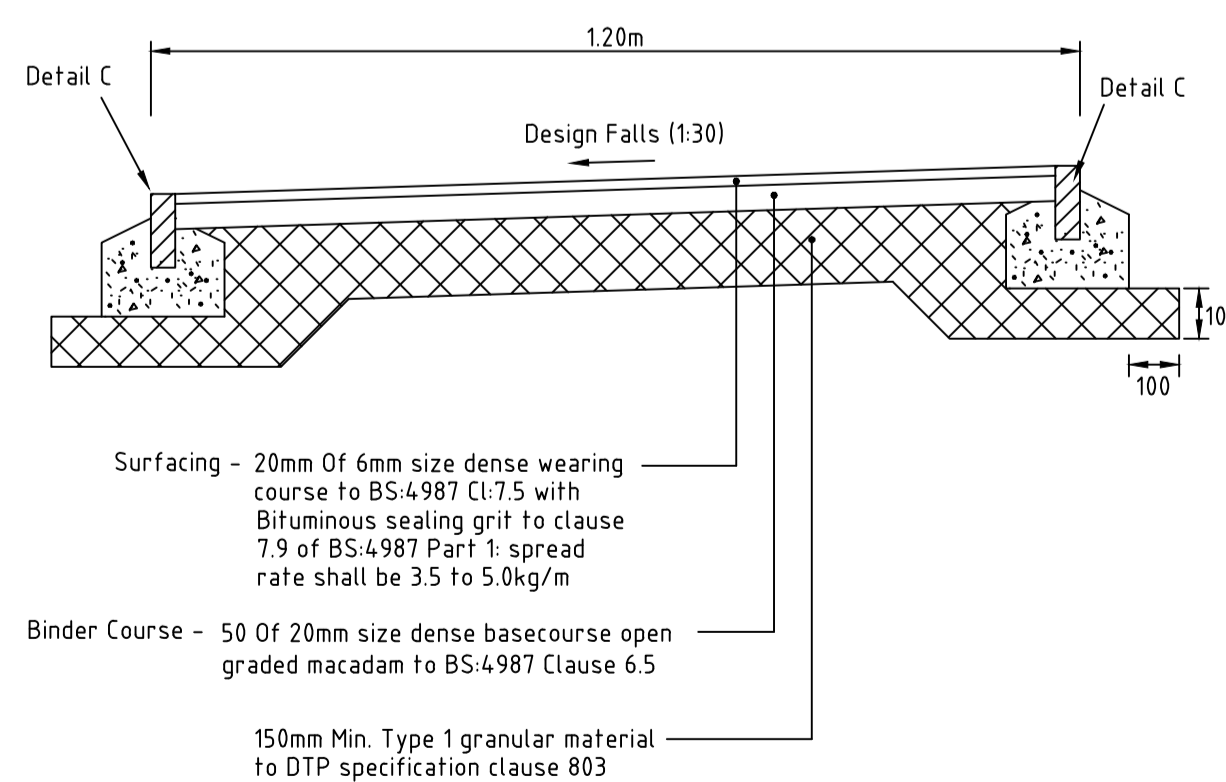 1.20m
Detail C
Detail C
Design Falls (1:30)
10
100
Surfacing - 20mm Of 6mm size dense wearing
course to BS:4987 Cl:7.5 with
Bituminous sealing grit to clause
7.9 of BS:4987 Part 1: spread
rate shall be 3.5 to 5.0kg/m
Binder Course - 50 Of 20mm size dense basecourse open
graded macadam to BS:4987 Clause 6.5
150mm Min. Type 1 granular material
to DTP specification clause 803